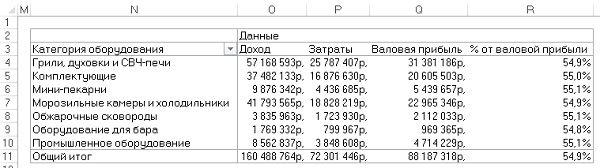 M N O P Q R
1
2 Данные
3 Категория оборудования Доход Затраты Валовая прибыль % от валовой прибыли
4 Грили, духовки и СВЧ-печи 57 168 593р, 25 787 407р, 31 381 186р, 54,9%
5 Комплектующие 37 482 133р, 16 876 630р, 20 605 503р, 55,0%
6 Мини-пекарни 9 876 342р, 4 436 685р, 5 439 657р, 55,1%
7 Морозильные камеры и холодильники 41 793 565р, 18 828 219р, 22 965 346р, 54,9%
8 Обжарочные сковороды 3 835 963р, 1 723 930р, 2 112 033р, 55,1%
9 Оборудование для бара 1 769 332р, 799 967р, 969 365р, 54,8%
10 Промышленное оборудование 8 562 837р, 3 848 608р, 4 714 229р, 55,1%
11 Общий итог 160 488 764р, 72 301 446р, 88 187 318р, 54,9%